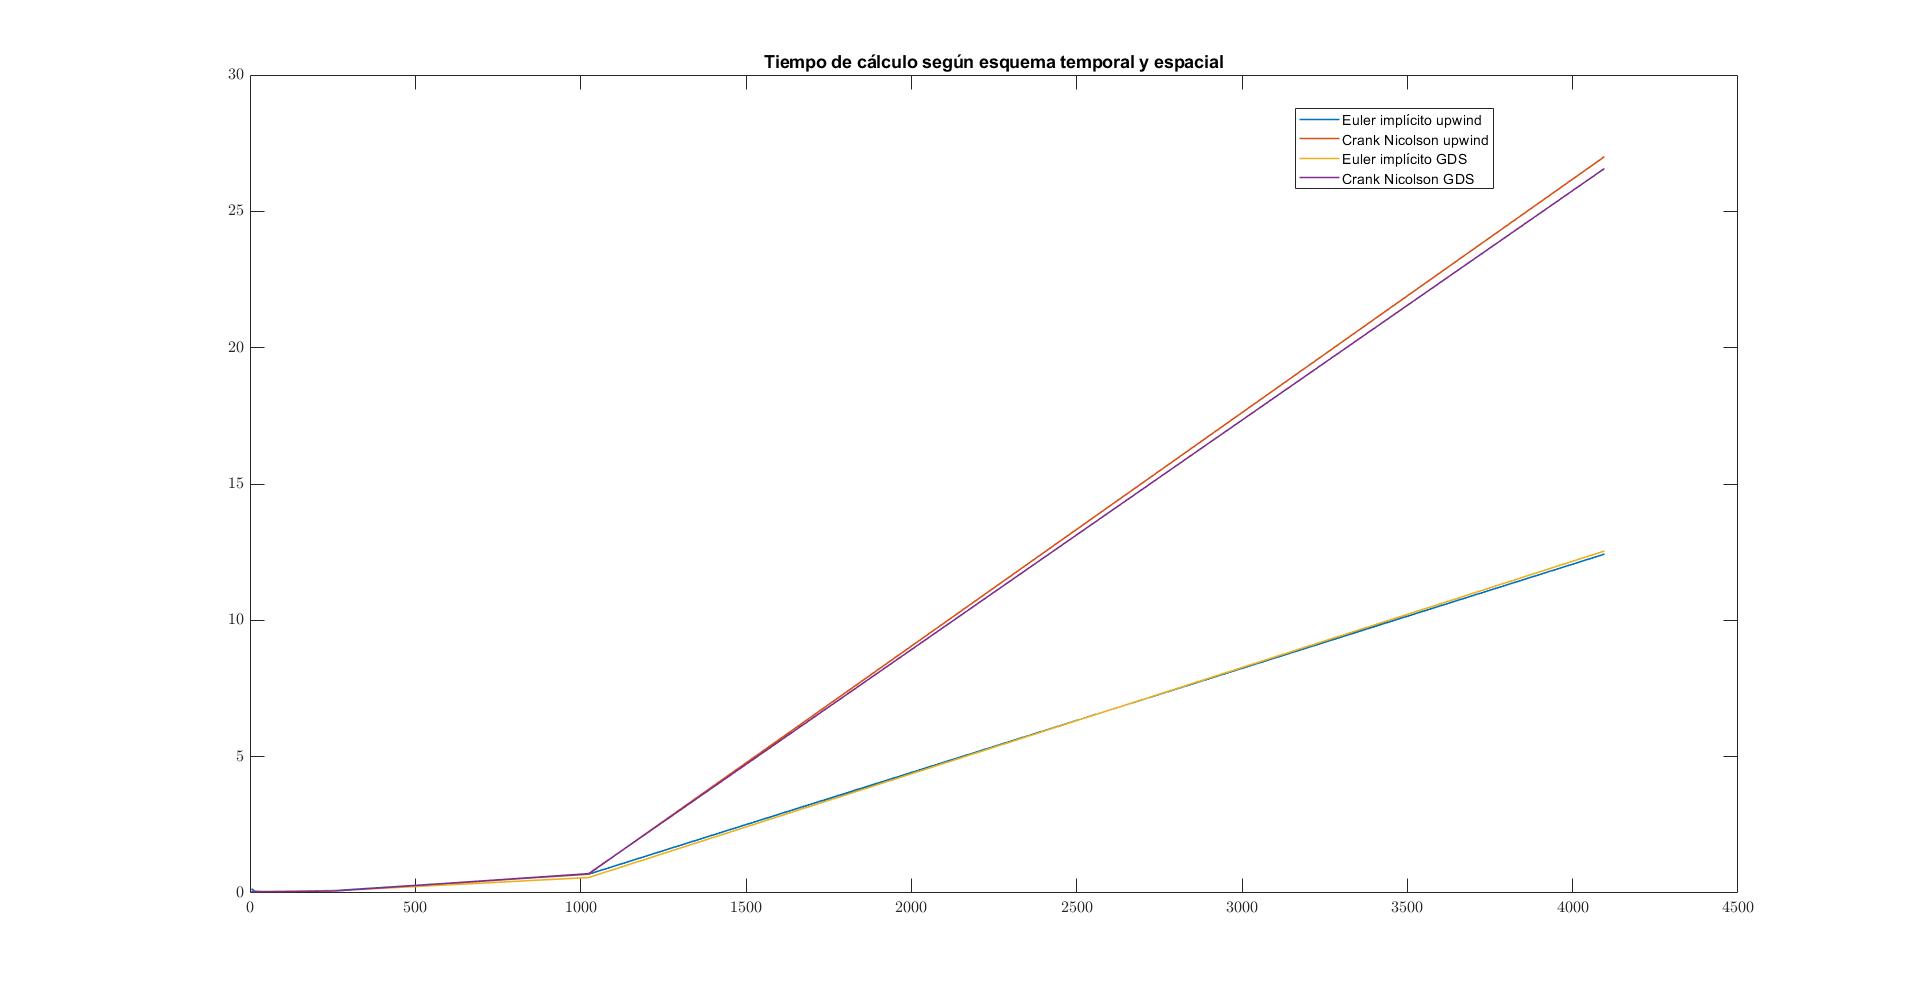 Tiempo de cálculo según esquema temporal y espacial
30
25
20
15
10
5
0
Euler implícito upwind
Crank Nicolson upwind
Euler implícito GDS
Crank Nicolson GDS
0 500 1000 1500 2000 2500 3000 3500 4000 4500